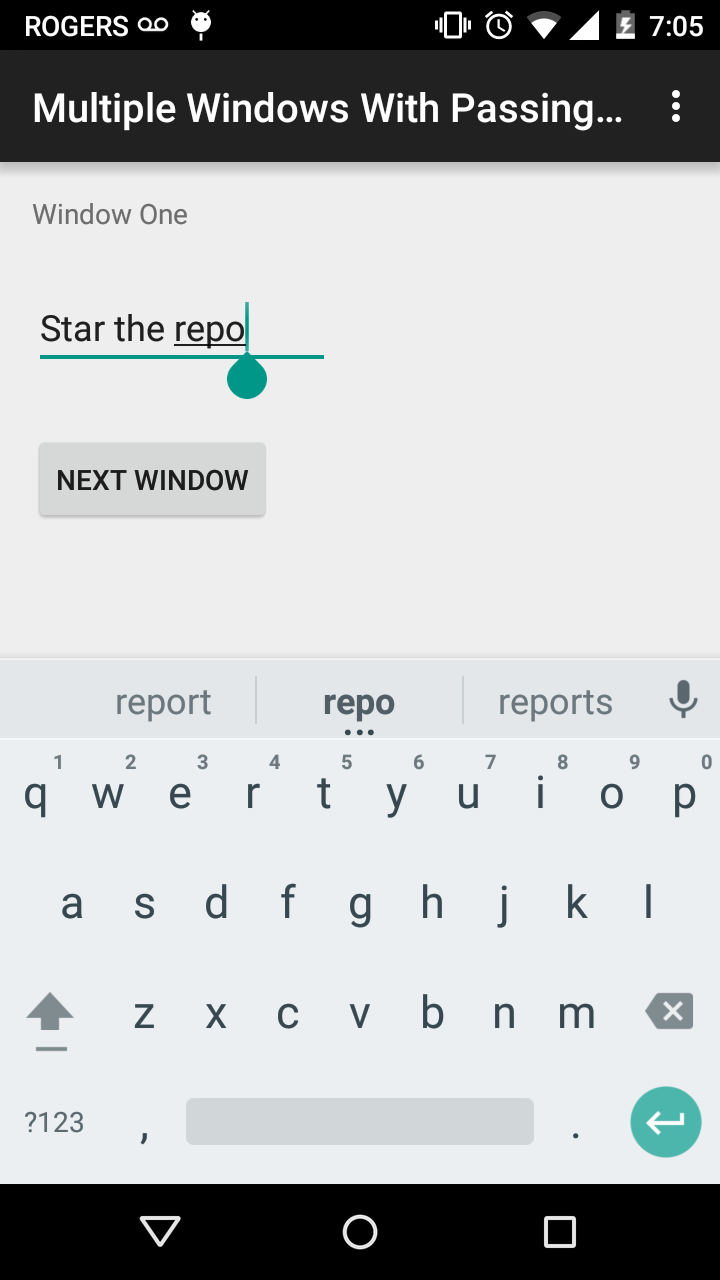 ROGERS 7:05
Multiple Windows With Passing...
Window One
Star the repo
NEXT WINDOW
report repo reports
1 2 3 4 5 6 7 8 9 0
q w e r t y u i o p
a s d f g h j k l
z x c v b n m
?123 , .